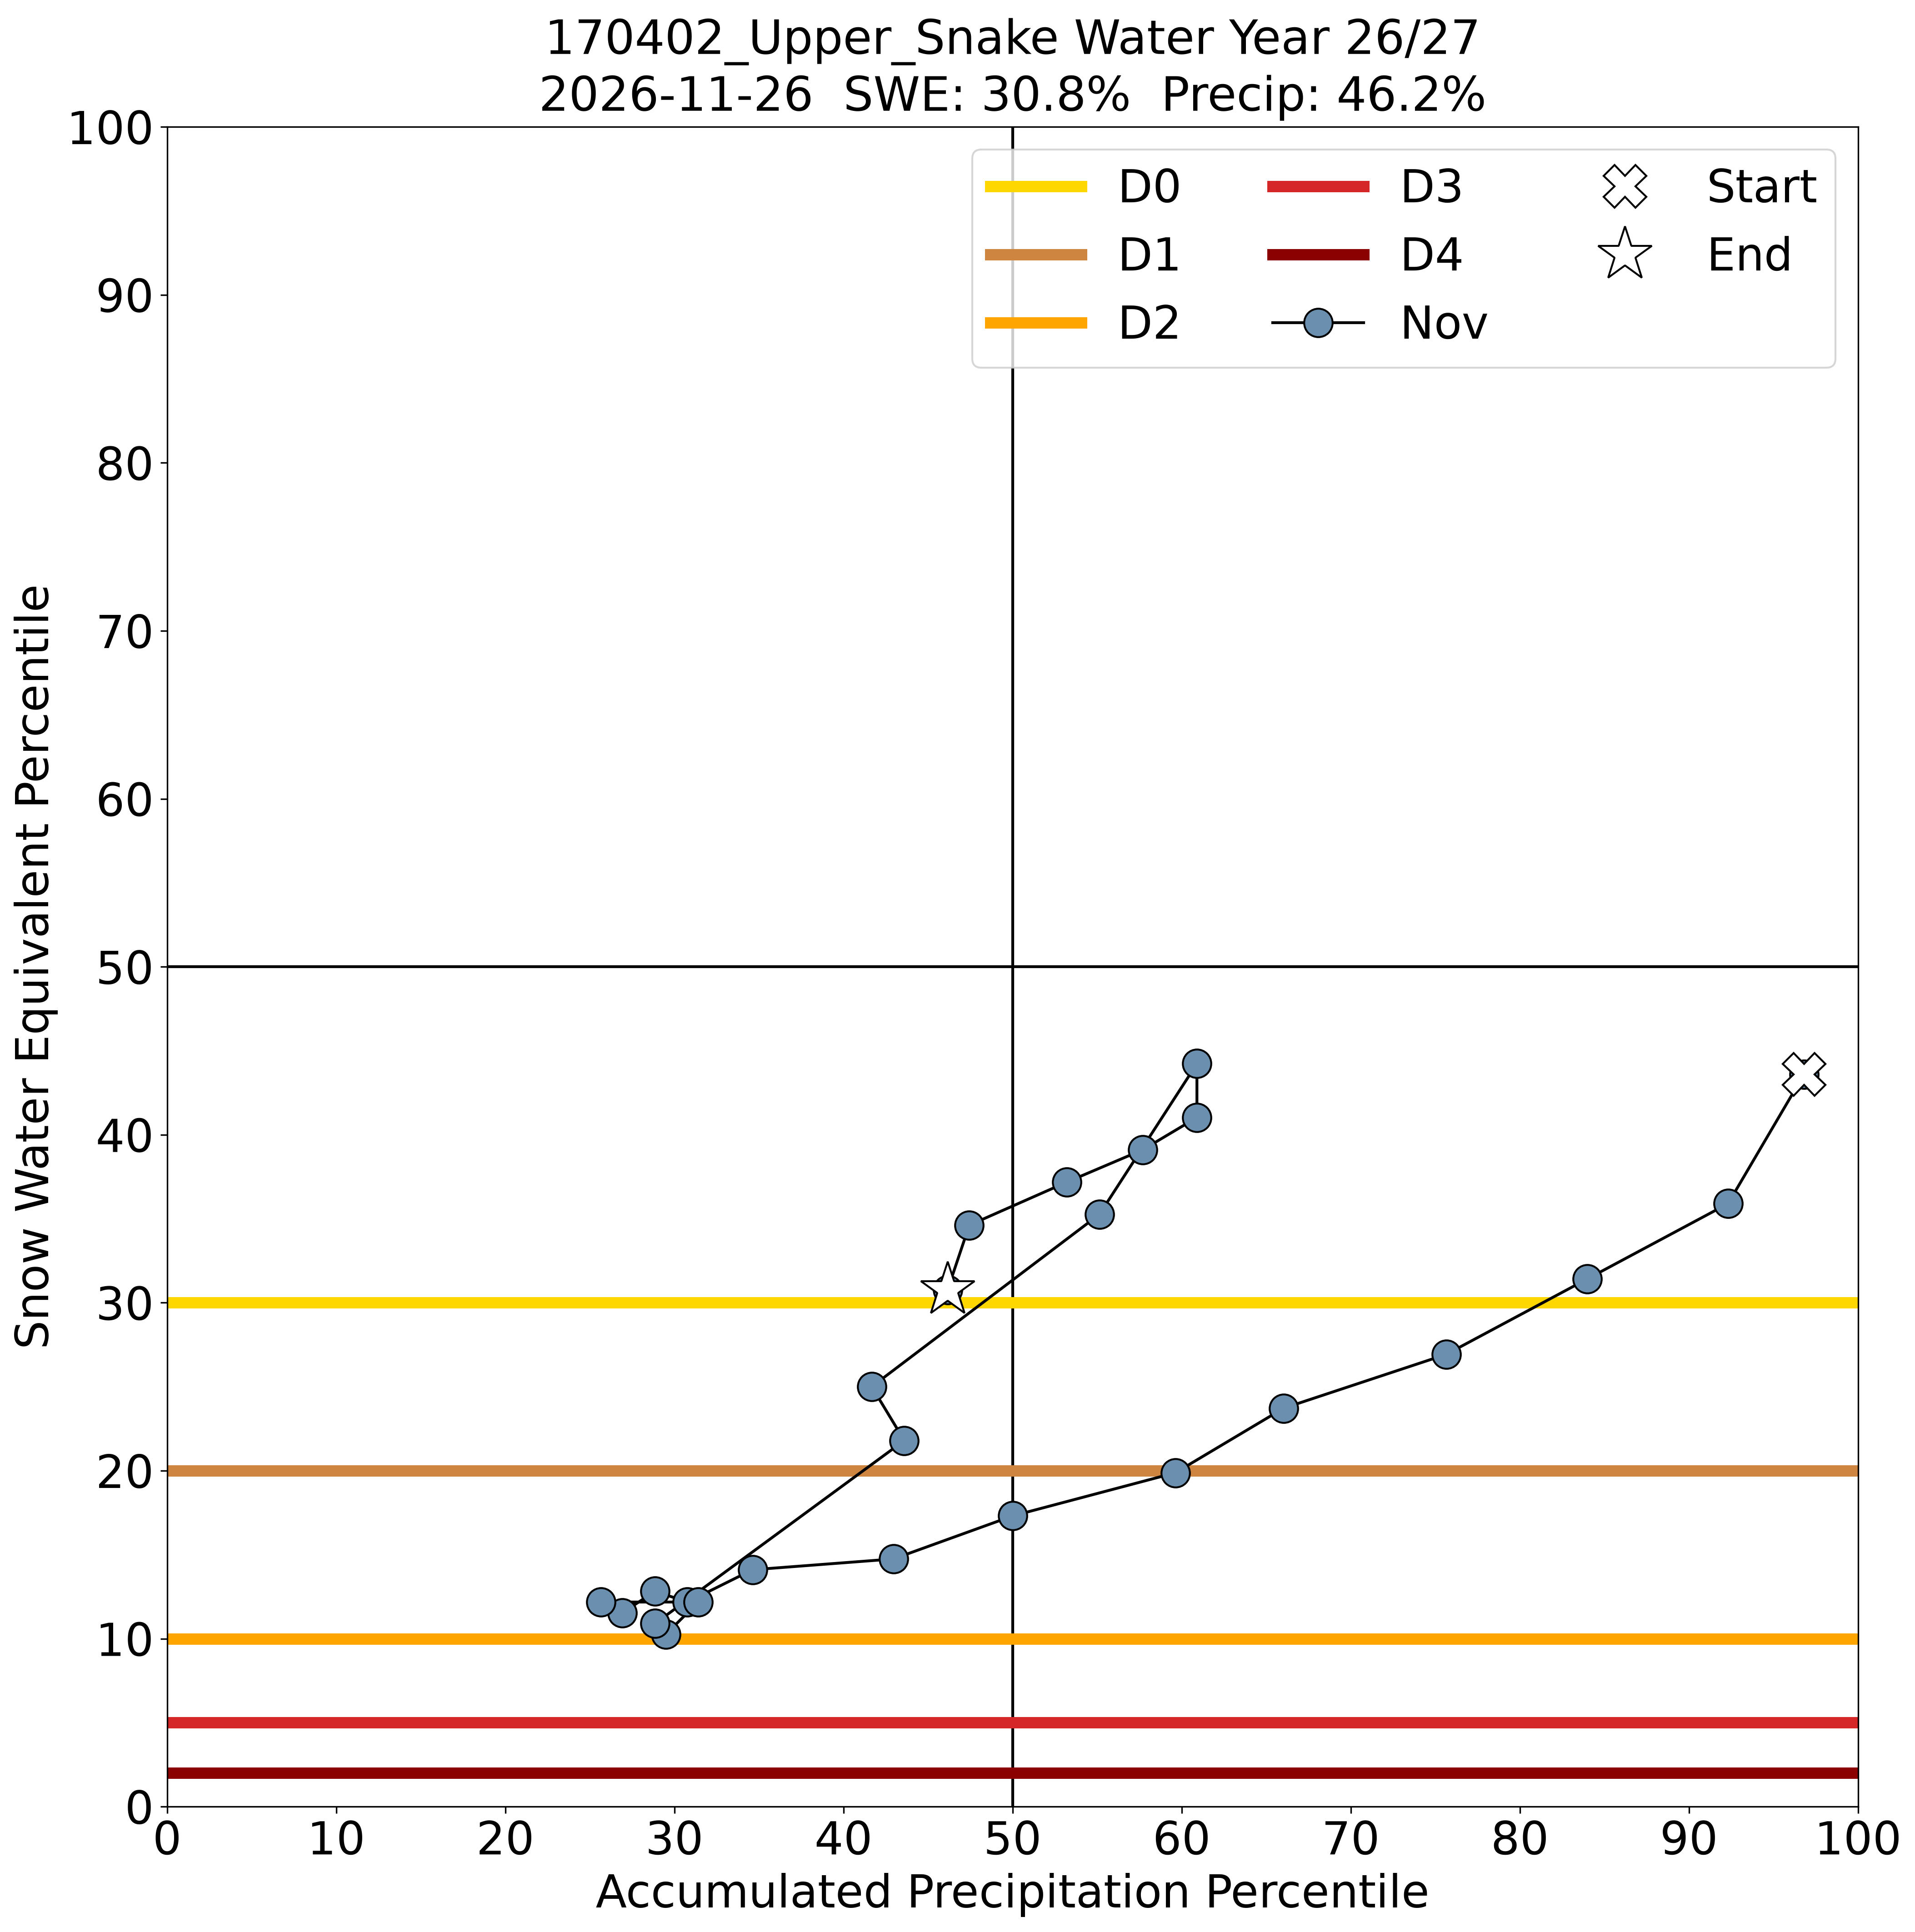 170402_Upper_Snake Water Year 26/27
2026-11-26  SWE: 30.8%  Precip: 46.2%
D0
D1
D2
D3
D4
Nov
Start
End
Snow Water Equivalent Percentile
100
90
80
70
60
50
40
30
20
10
0
0 10 20 30 40 50 60 70 80 90 100
Accumulated Precipitation Percentile